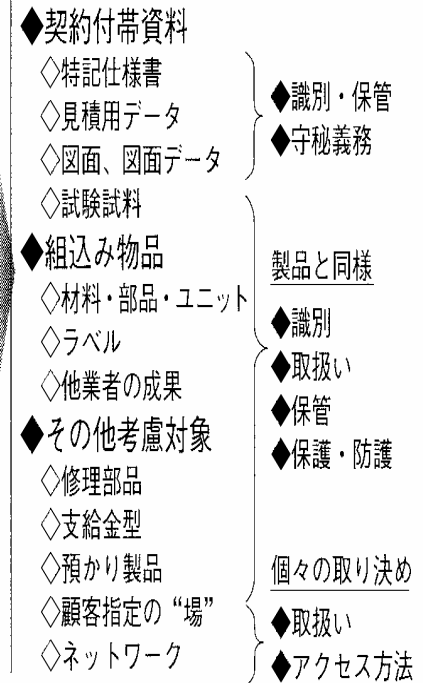 ◆契約付帯資料
◇特記仕様書
◇見積用データ
◇図面、図面データ
◇試験試料
◆識別・保管
◆守秘義務
◆組込み物品
◇材料・部品・ユニット
◇ラベル
◇他業者の成果
◆その他考慮対象
◇修理部品
◇支給金型
◇預かり製品
◇顧客指定の“場”
◇ネットワーク
製品と同様
◆識別
◆取扱い
◆保管
◆保護・防護
個々の取り決め
◆取扱い
◆アクセス方法